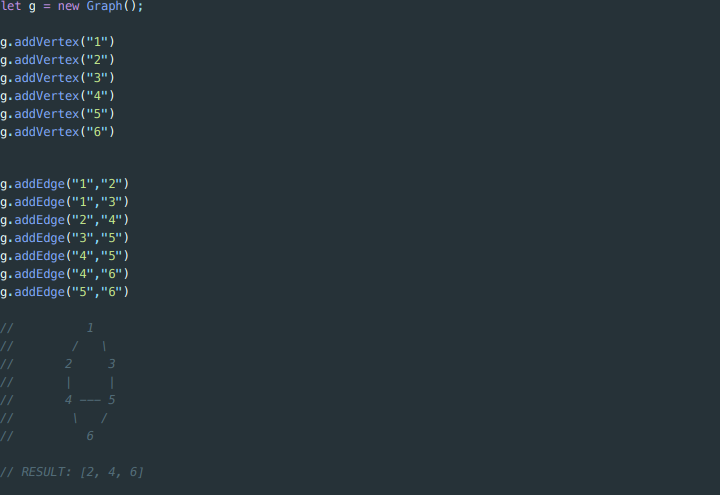 let g = new Graph();
g.addVertex("1")
g.addVertex("2")
g.addVertex("3")
g.addVertex("4")
g.addVertex("5")
g.addVertex("6")
g.addEdge("1","2")
g.addEdge("1","3")
g.addEdge("2","4")
g.addEdge("3","5")
g.addEdge("4","5")
g.addEdge("4","6")
g.addEdge("5","6")
//          1
//        /   \
//       2     3
//       |     |
//       4 --- 5
//        \   /
//          6
// RESULT: [2, 4, 6]